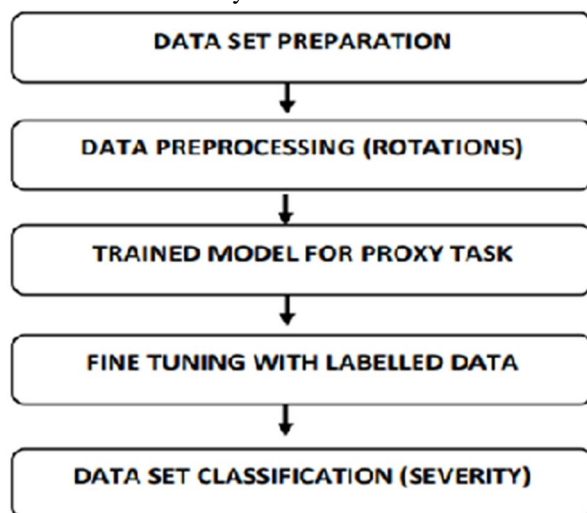 DATA SET PREPARATION
DATA PREPROCESSING (ROTATIONS)
TRAINED MODEL FOR PROXY TASK
FINE TUNING WITH LABELLED DATA
DATA SET CLASSIFICATION (SEVERITY)